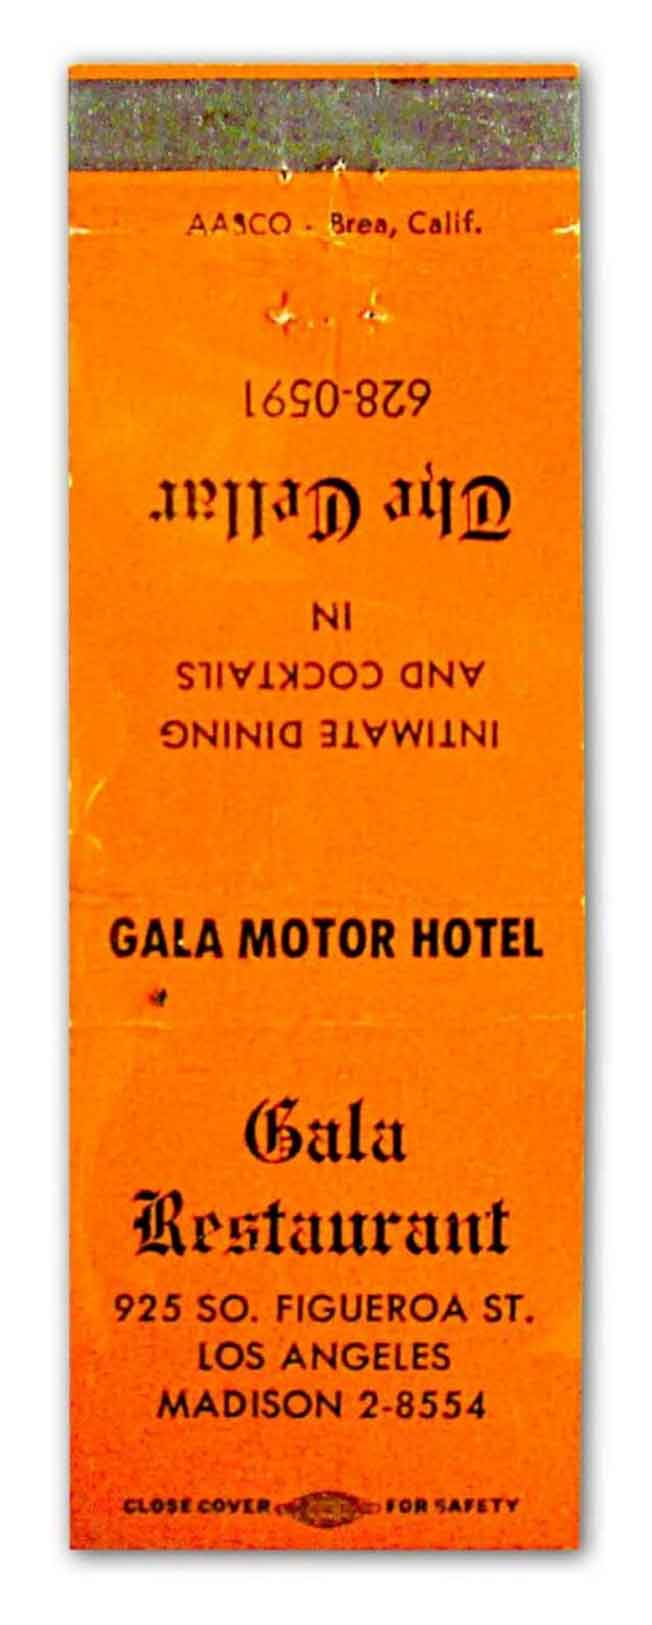 AASCO - Brea, Calif.
INTIMATE DINING
AND COCKTAILS
IN
The Cellar
628-0591
GALA MOTOR HOTEL
Gala
Restaurant
925 SO. FIGUEROA ST.
LOS ANGELES
MADISON 2-8554
CLOSE COVER FOR SAFETY